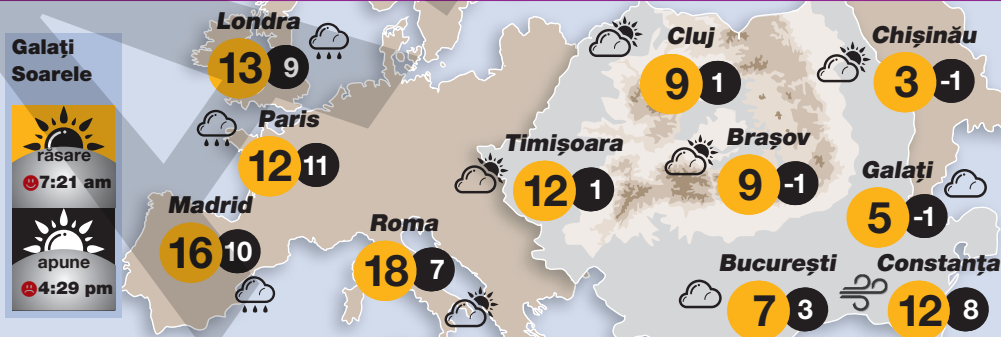 Galați
Soarele
răsare
7:21 am
apune
4:29 pm
Londra
13 9
Paris
12 11
Madrid
16 10
Roma
18 7
Timișoara
12 1
Cluj
9 1
Brașov
9 -1
Chișinău
3 -1
Galați
5 -1
București
7 3
Constanța
12 8